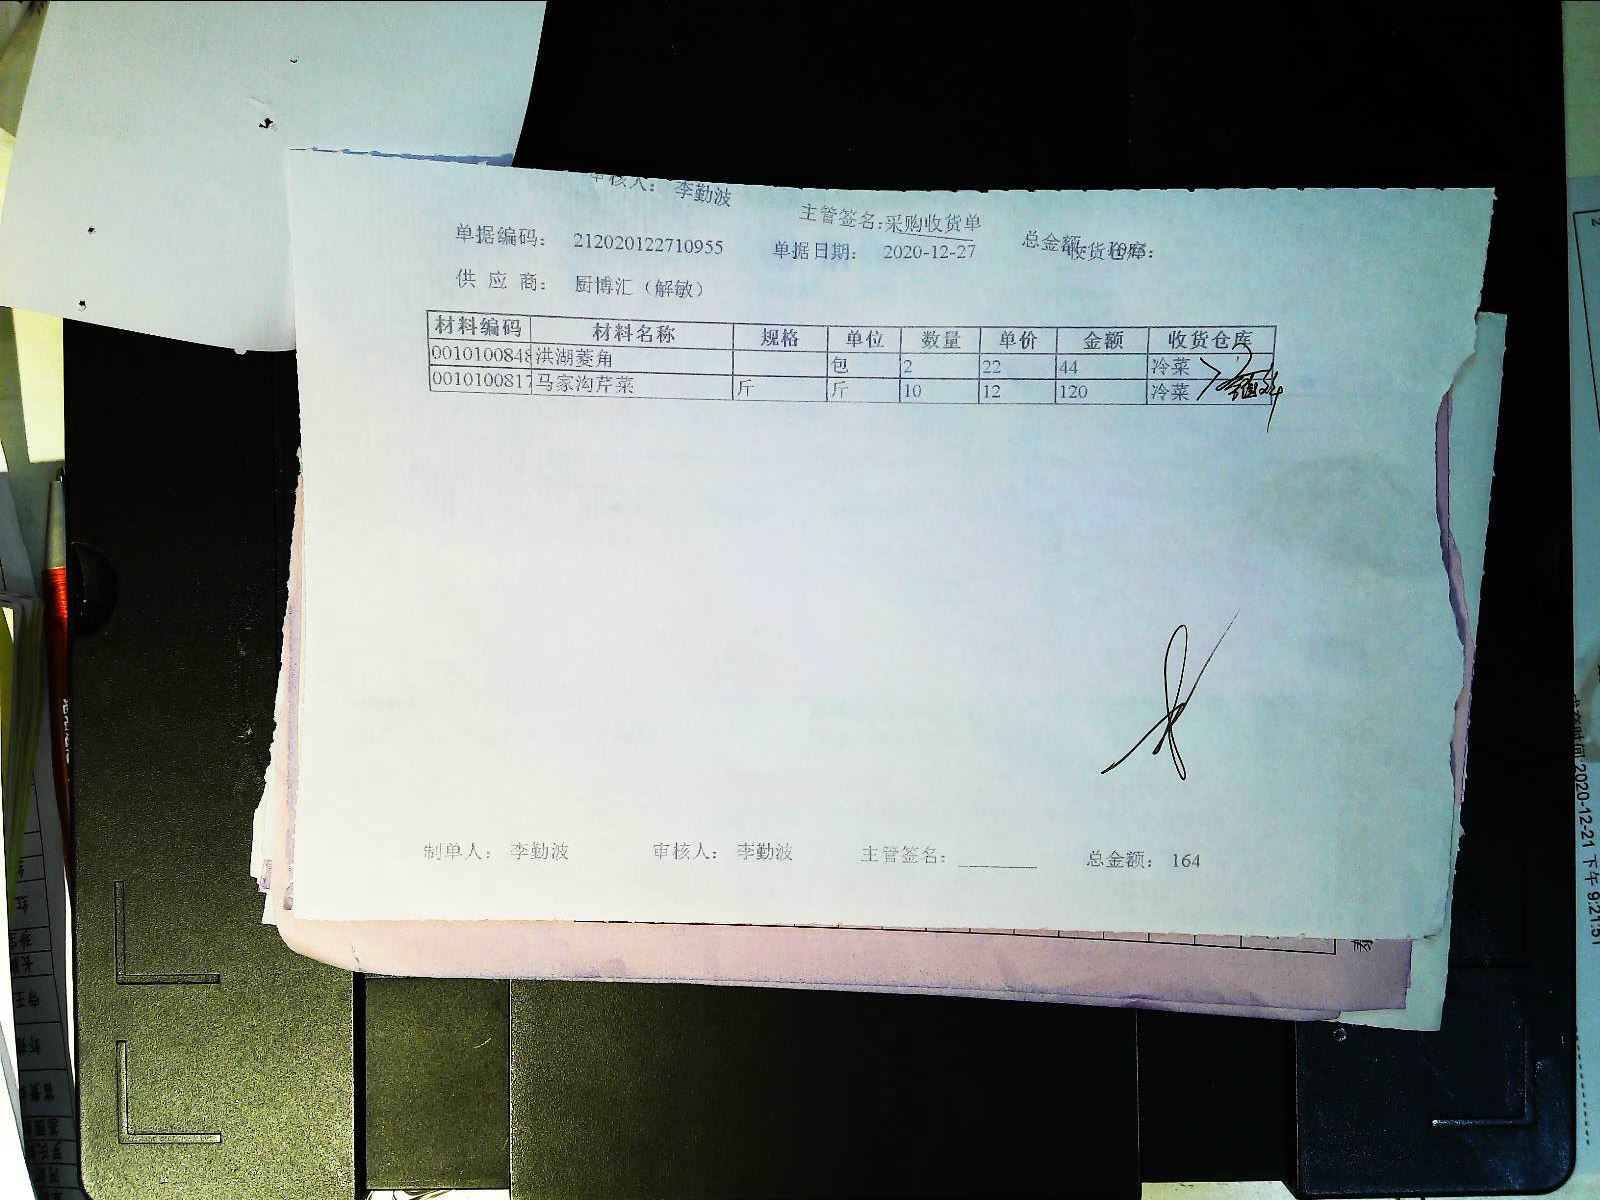 审核人： 李勤波
主管签名:采购收货单
单据编码： 212020122710955 单据日期： 2020-12-27 总金额 收货仓库：
供 应 商： 厨博汇（解敏）
材料编码 材料名称 规格 单位 数量 单价 金额 收货仓库
0010100848 洪湖菱角 包 2 22 44 冷菜
0010100817 马家沟芹菜 斤 斤 10 12 120 冷菜
制单人： 李勤波 审核人： 李勤波 主管签名： 总金额： 164
2020-12-21 下午 9:21:51